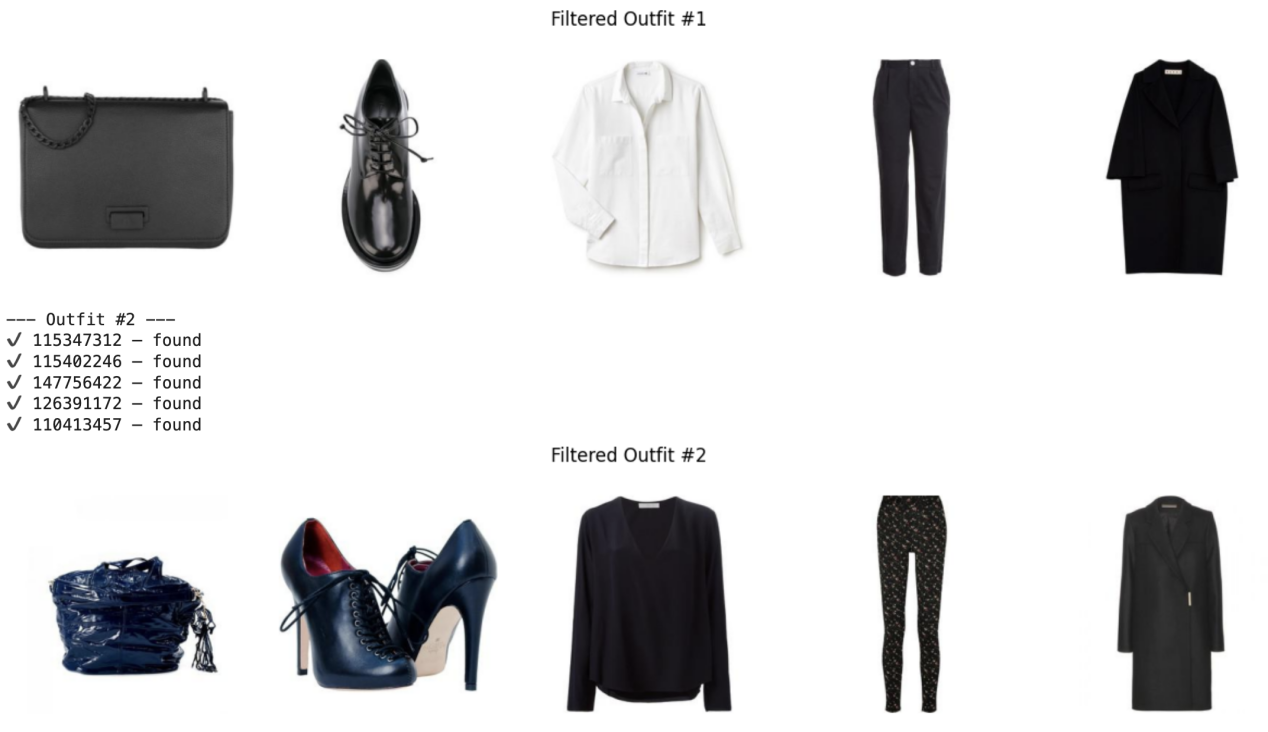 Filtered Outfit #1
--- Outfit #2 ---
✓ 115347312 — found
✓ 115402246 — found
✓ 147756422 — found
✓ 126391172 — found
✓ 110413457 — found
Filtered Outfit #2